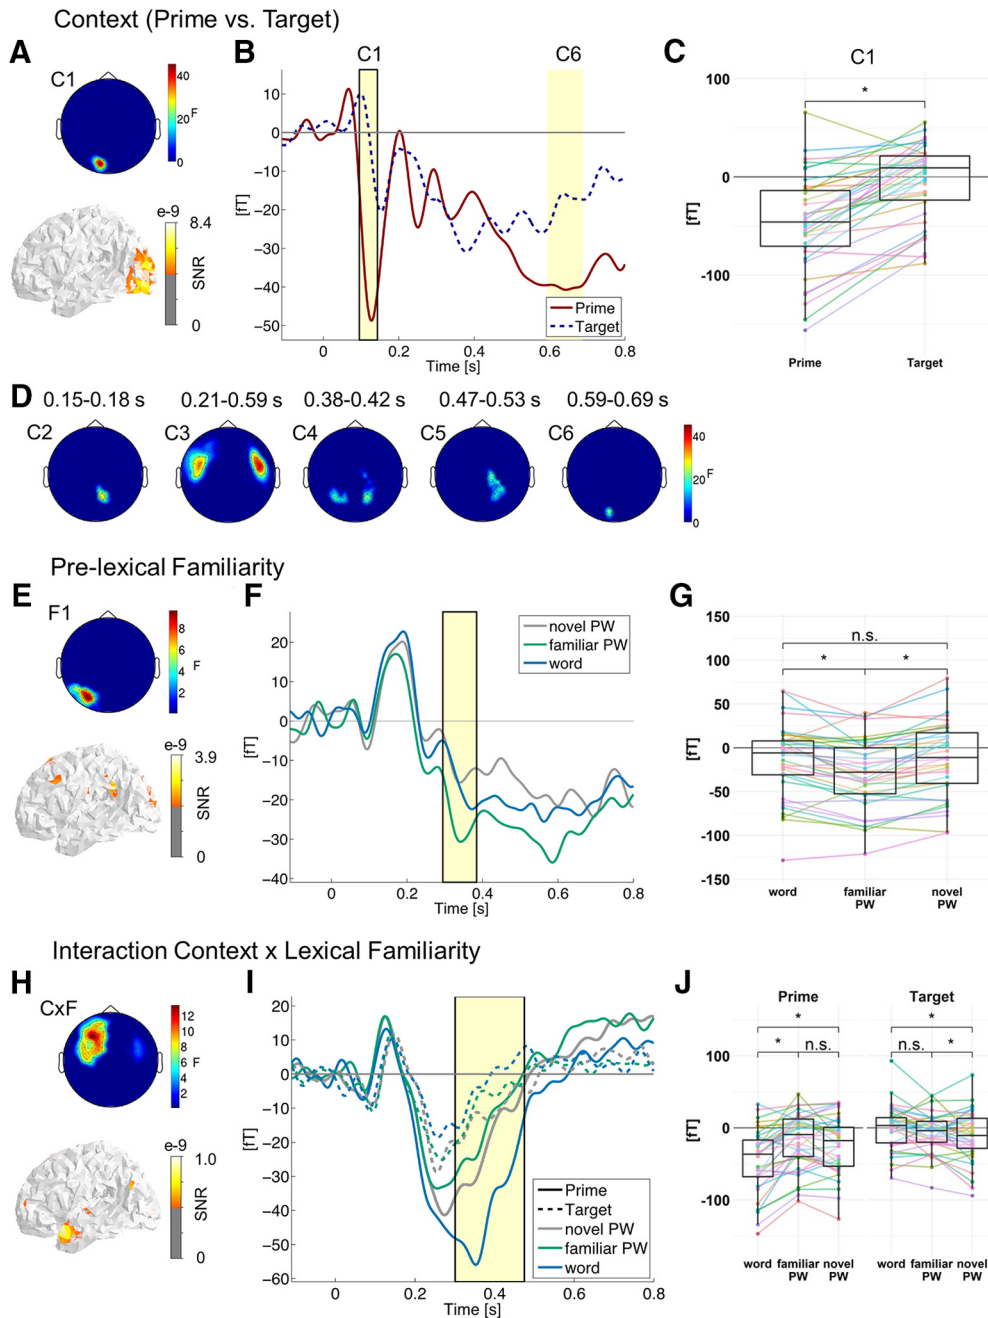 Context (Prime vs. Target)
A
C1
40
20
F
0
e-9
8.4
SNR
0
B
C1
C6
10
0
-10
-20
-30
-40
-50
[fT]
Prime
Target
0
0.2
0.4
0.6
0.8
Time [s]
C
C1
*
100
0
-100
[fT]
Prime
Target
D
0.15-0.18 s
0.21-0.59 s
0.38-0.42 s
0.47-0.53 s
0.59-0.69 s
C2
C3
C4
C5
C6
40
20
F
0
Pre-lexical Familiarity
E
F1
8
6
4
2
F
e-9
3.9
SNR
0
F
20
10
0
-10
-20
-30
-40
[fT]
novel PW
familiar PW
word
0
0.2
0.4
0.6
0.8
Time [s]
G
n.s.
*
*
150
100
50
0
-50
-100
-150
[fT]
word
familiar
PW
novel
PW
Interaction Context x Lexical Familiarity
H
CxF
12
10
8
6
4
2
F
e-9
1.0
SNR
0
I
20
10
0
-10
-20
-30
-40
-50
-60
[fT]
Prime
Target
novel PW
familiar PW
word
0
0.2
0.4
0.6
0.8
Time [s]
J
Prime
Target
*
*
* n.s.
n.s. *
100
0
-100
[fT]
word
familiar
PW
novel
PW
word
familiar
PW
novel
PW